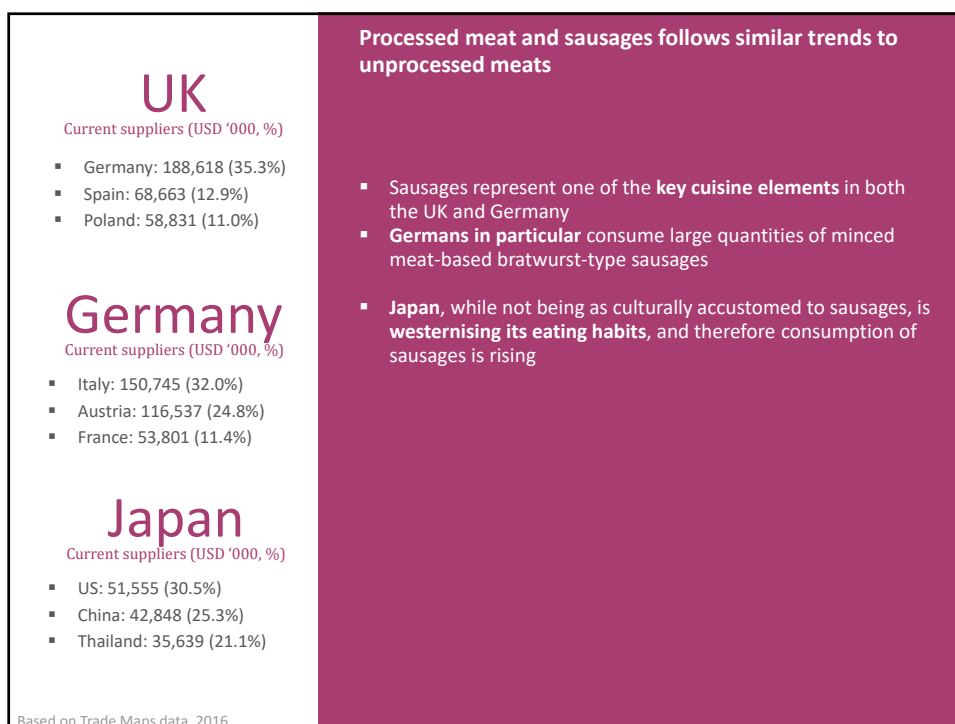 UK
Current suppliers (USD ‘000, %)
▪ Germany: 188,618 (35.3%)
▪ Spain: 68,663 (12.9%)
▪ Poland: 58,831 (11.0%)
Germany
Current suppliers (USD ‘000, %)
▪ Italy: 150,745 (32.0%)
▪ Austria: 116,537 (24.8%)
▪ France: 53,801 (11.4%)
Japan
Current suppliers (USD ‘000, %)
▪ US: 51,555 (30.5%)
▪ China: 42,848 (25.3%)
▪ Thailand: 35,639 (21.1%)
Based on Trade Maps data, 2016
Processed meat and sausages follows similar trends to
unprocessed meats
▪ Sausages represent one of the key cuisine elements in both
the UK and Germany
▪ Germans in particular consume large quantities of minced
meat-based bratwurst-type sausages
▪ Japan, while not being as culturally accustomed to sausages, is
westernising its eating habits, and therefore consumption of
sausages is rising